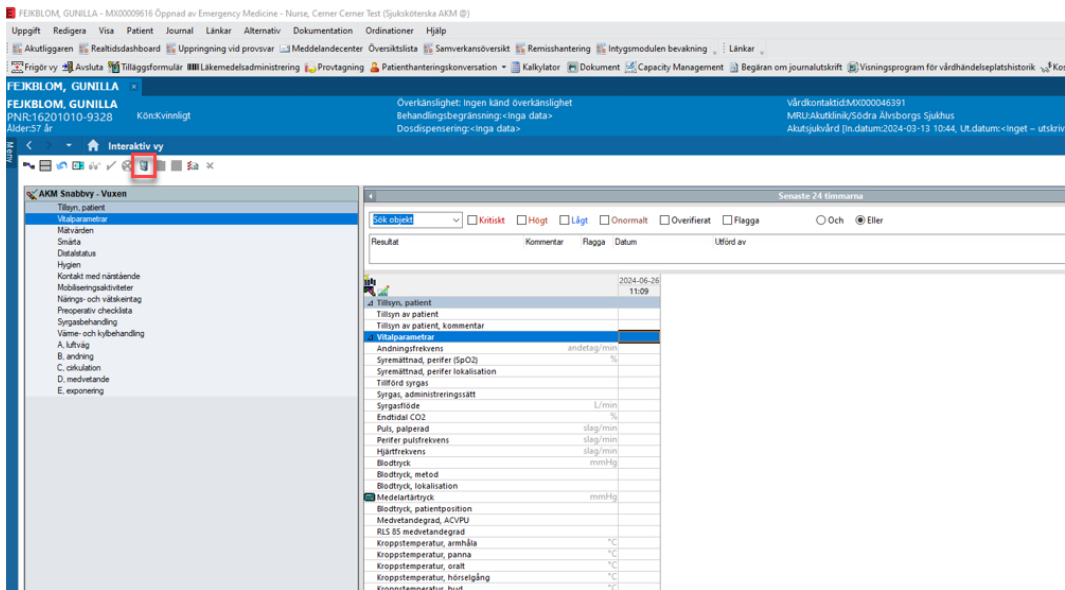 FEJKBLOM, GUNILLA - MX00009616 Öppnad av Emergency Medicine - Nurse, Cerner Cerner Test (Sjuksköterska AKM @)
Uppgift Redigera Visa Patient Journal Länkar Alternativ Dokumentation Ordinationer Hjälp
Akutliggaren Realtidsdashboard Uppringning vid provsvar Meddelandecenter Översiktslista Samverkansöversikt Remisshantering Intygsmodulen bevakning Länkar
Frigör vy Avsluta Tilläggsformulär Läkemedelsadministrering Provtagning Patienthanteringskonversation Kalkylator Dokument Capacity Management Begäran om journalutskrift Visningsprogram för vårdhändelseplatshistorik Kos
FEJKBLOM, GUNILLA ×
FEJKBLOM, GUNILLA Överkänslighet: Ingen känd överkänslighet Vårdkontaktid:MX000046391
PNR:16201010-9328 Kön:Kvinnligt Behandlingsbegränsning:<Inga data> MRU:Akutklinik/Södra Älvsborgs Sjukhus
Ålder:57 år Dosdispensering:<Inga data> Akutsjukvård [In.datum:2024-03-13 10:44, Ut.datum:<Inget – utskriv
Meny
Interaktiv vy
AKM Snabbvy - Vuxen
Tillsyn, patient
Vitalparametrar
Mätvärden
Smärta
Distalstatus
Hygien
Kontakt med närstående
Mobiliseringsaktiviteter
Närings- och vätskeintag
Preoperativ checklista
Syrgasbehandling
Värme- och kylbehandling
A, luftväg
B, andning
C, cirkulation
D, medvetande
E, exponering
Senaste 24 timmarna
Sök objekt Kritiskt Högt Lågt Onormalt Overifierat Flagga Och Eller
Resultat Kommentar Flagga Datum Utförd av
2024-06-26
11:09
Tillsyn, patient
Tillsyn av patient
Tillsyn av patient, kommentar
Vitalparametrar
Andningsfrekvens andetag/min
Syremättnad, perifer (SpO2) %
Syremättnad, perifer lokalisation
Tillförd syrgas
Syrgas, administreringssätt
Syrgasflöde L/min
Endtidal CO2 %
Puls, palperad slag/min
Perifer pulsfrekvens slag/min
Hjärtfrekvens slag/min
Blodtryck mmHg
Blodtryck, metod
Blodtryck, lokalisation
Medelartärtryck mmHg
Blodtryck, patientposition
Medvetandegrad, ACVPU
RLS 85 medvetandegrad
Kroppstemperatur, armhåla °C
Kroppstemperatur, panna °C
Kroppstemperatur, oralt °C
Kroppstemperatur, hörselgång °C
Kroppstemperatur, hud °C